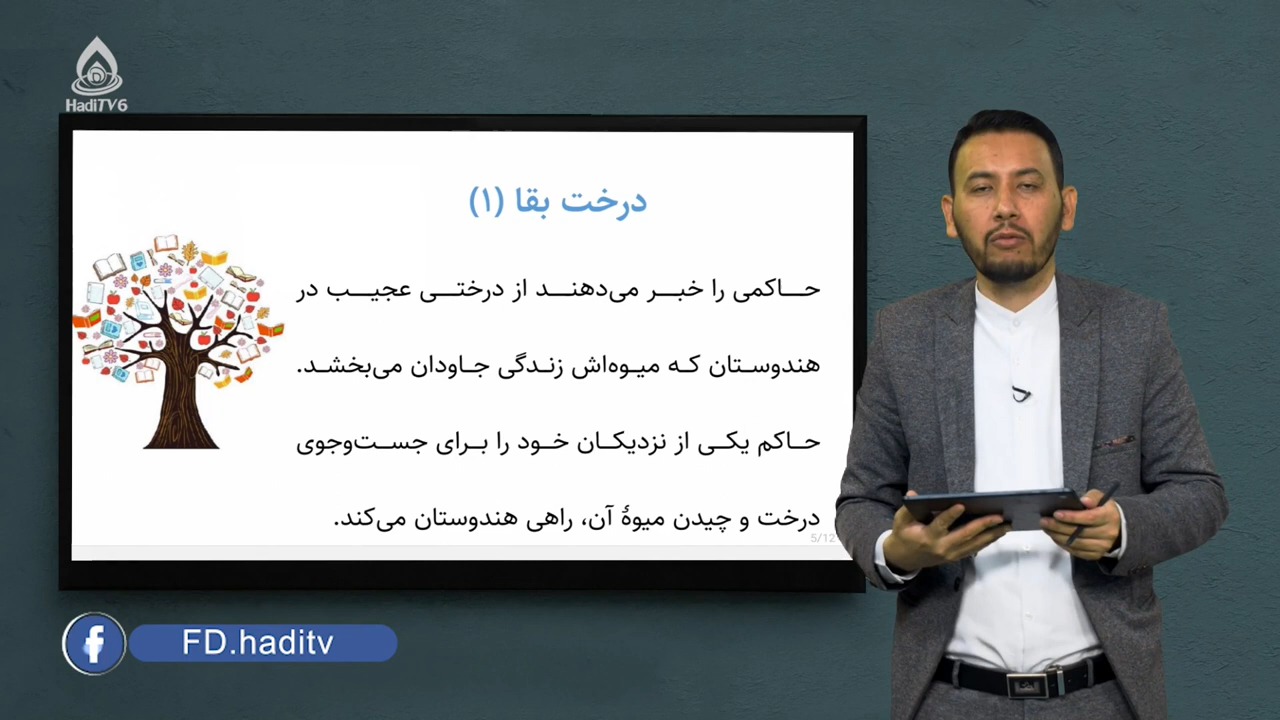 HadiTV6
درخت بقا (۱)
حاکمی را خبر می‌دهند از درختی عجیب در
هندوستان که میوه‌اش زندگی جاودان می‌بخشد.
حاکم یکی از نزدیکان خود را برای جست‌وجوی
درخت و چیدن میوهٔ آن، راهی هندوستان می‌کند.
5/12
FD.haditv